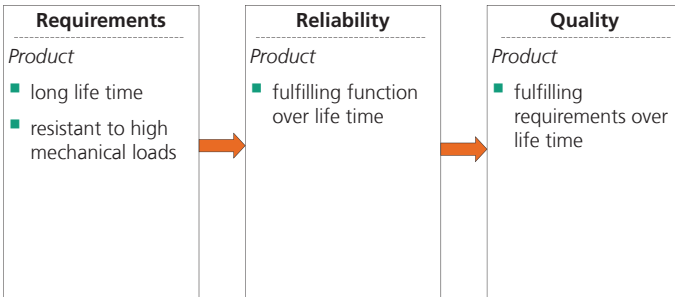 Requirements
Product
long life time
resistant to high
mechanical loads
Reliability
Product
fulfilling function
over life time
Quality
Product
fulfilling
requirements over
life time